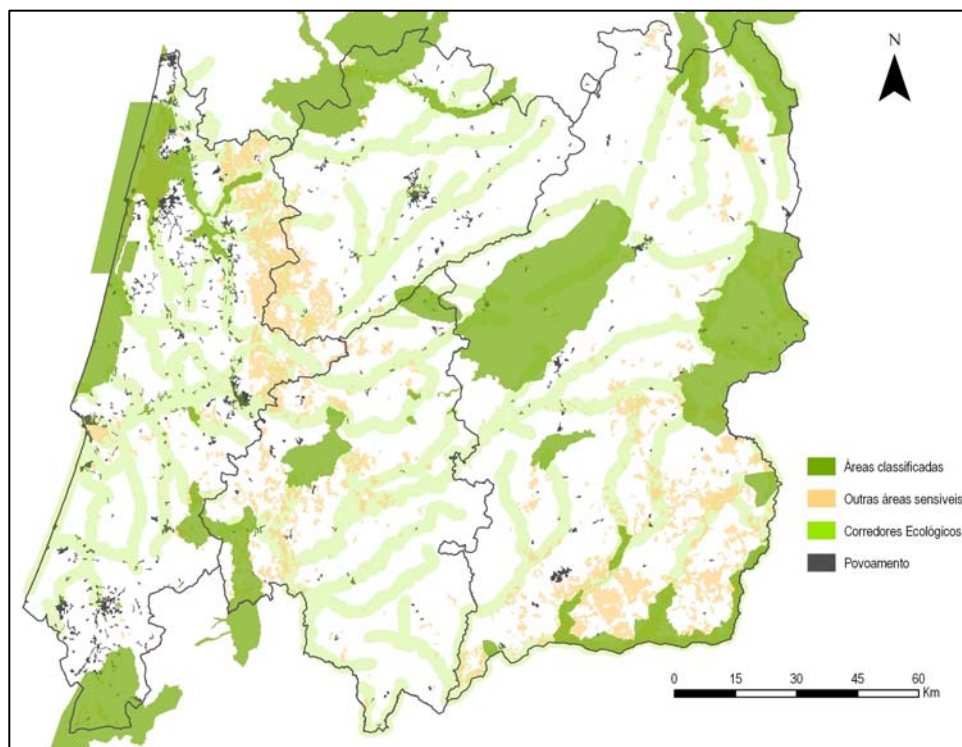 N
Áreas classificadas
Outras áreas sensíveis
Corredores Ecológicos
Povoamento
0 15 30 45 60
Km